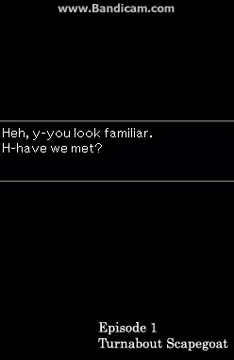 www.Bandicam.com
Heh, y-you look familiar.
H-have we met?
Episode 1
Turnabout Scapegoat